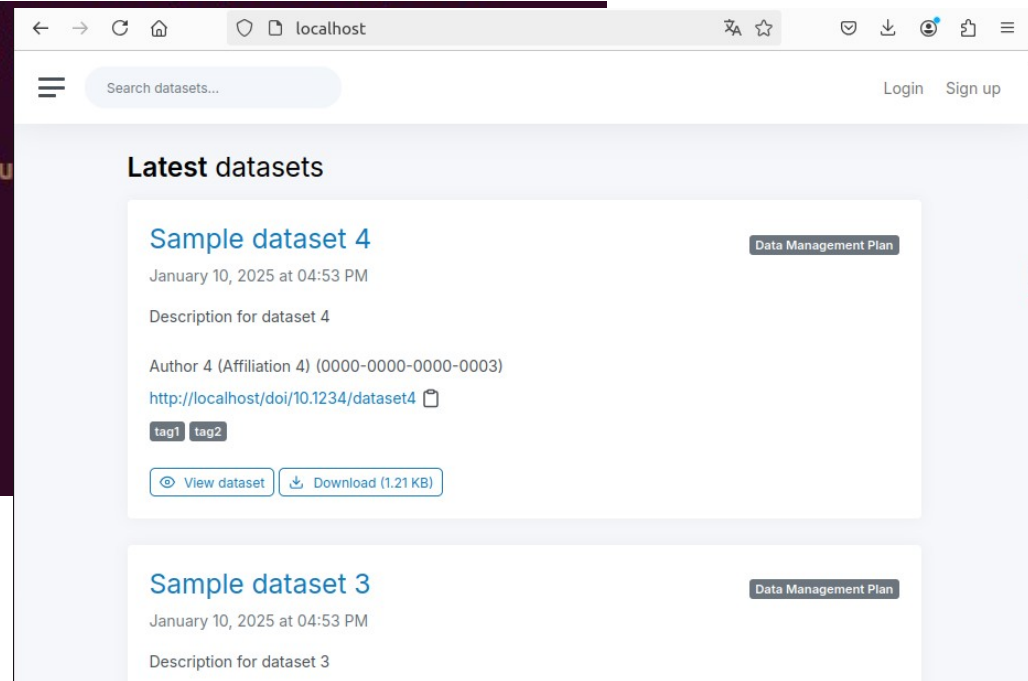 localhost
Search datasets...
Login Sign up
u
Latest datasets
Sample dataset 4
Data Management Plan
January 10, 2025 at 04:53 PM
Description for dataset 4
Author 4 (Affiliation 4) (0000-0000-0000-0003)
http://localhost/doi/10.1234/dataset4
tag1 tag2
View dataset Download (1.21 KB)
Sample dataset 3
Data Management Plan
January 10, 2025 at 04:53 PM
Description for dataset 3